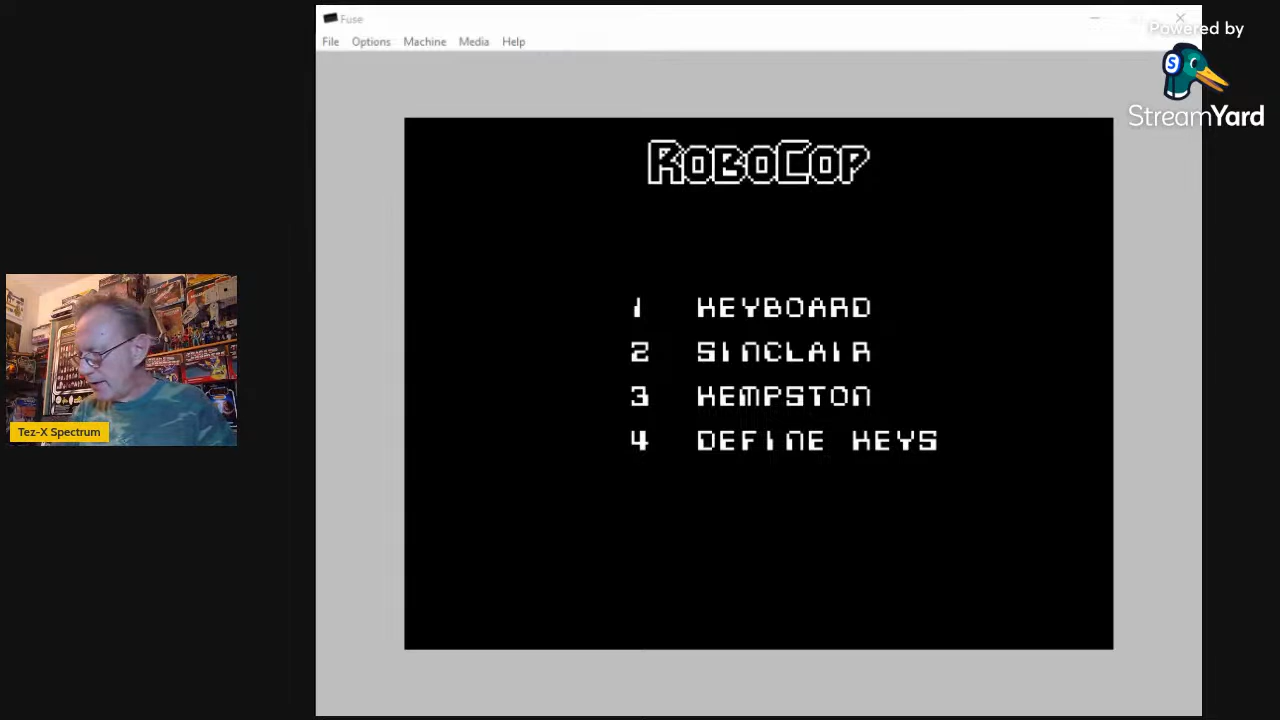 Fuse
File Options Machine Media Help
Powered by
S
StreamYard
ROBOCOP
1 KEYBOARD
2 SINCLAIR
3 KEMPSTON
4 DEFINE KEYS
Tez-X Spectrum